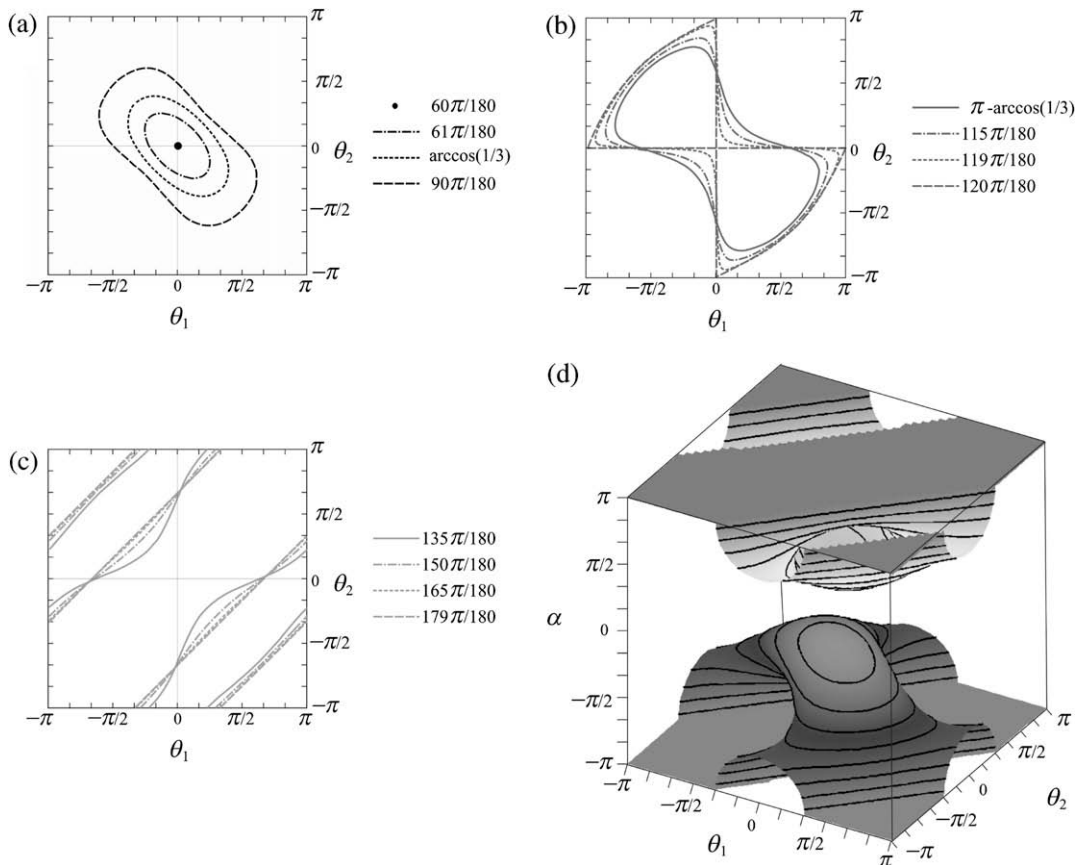 (a)
π
π/2
0
θ2
−π/2
−π
−π
−π/2
0
π/2
π
θ1
60π/180
61π/180
arccos(1/3)
90π/180
(b)
π
π/2
0
θ2
−π/2
−π
−π
−π/2
0
π/2
π
θ1
π-arccos(1/3)
115π/180
119π/180
120π/180
(c)
π
π/2
0
θ2
−π/2
−π
−π
−π/2
0
π/2
π
θ1
135π/180
150π/180
165π/180
179π/180
(d)
π
π/2
0
α
−π/2
−π
−π
−π/2
0
π/2
π
θ1
−π
−π/2
0
π/2
π
θ2